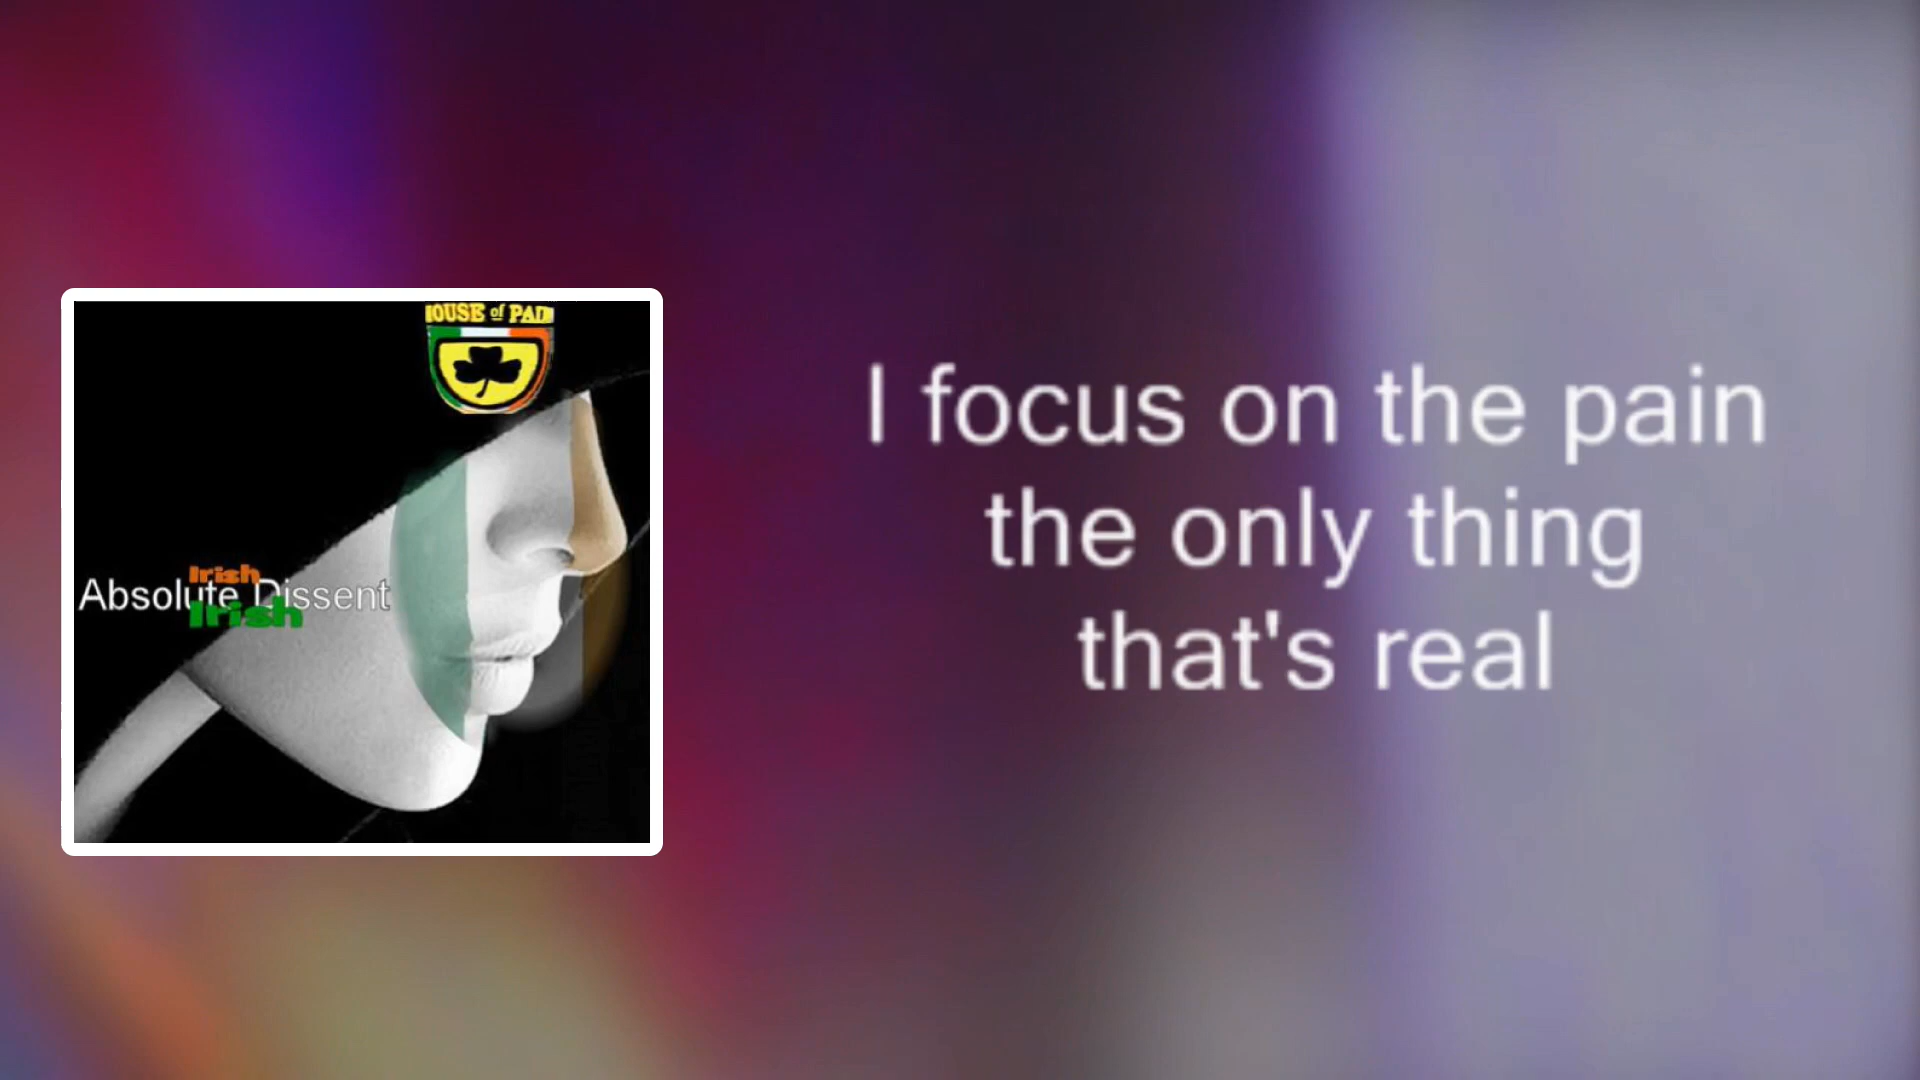 HOUSE of PAIN
Irish
Absolute Dissent
Irish
I focus on the pain
the only thing
that's real